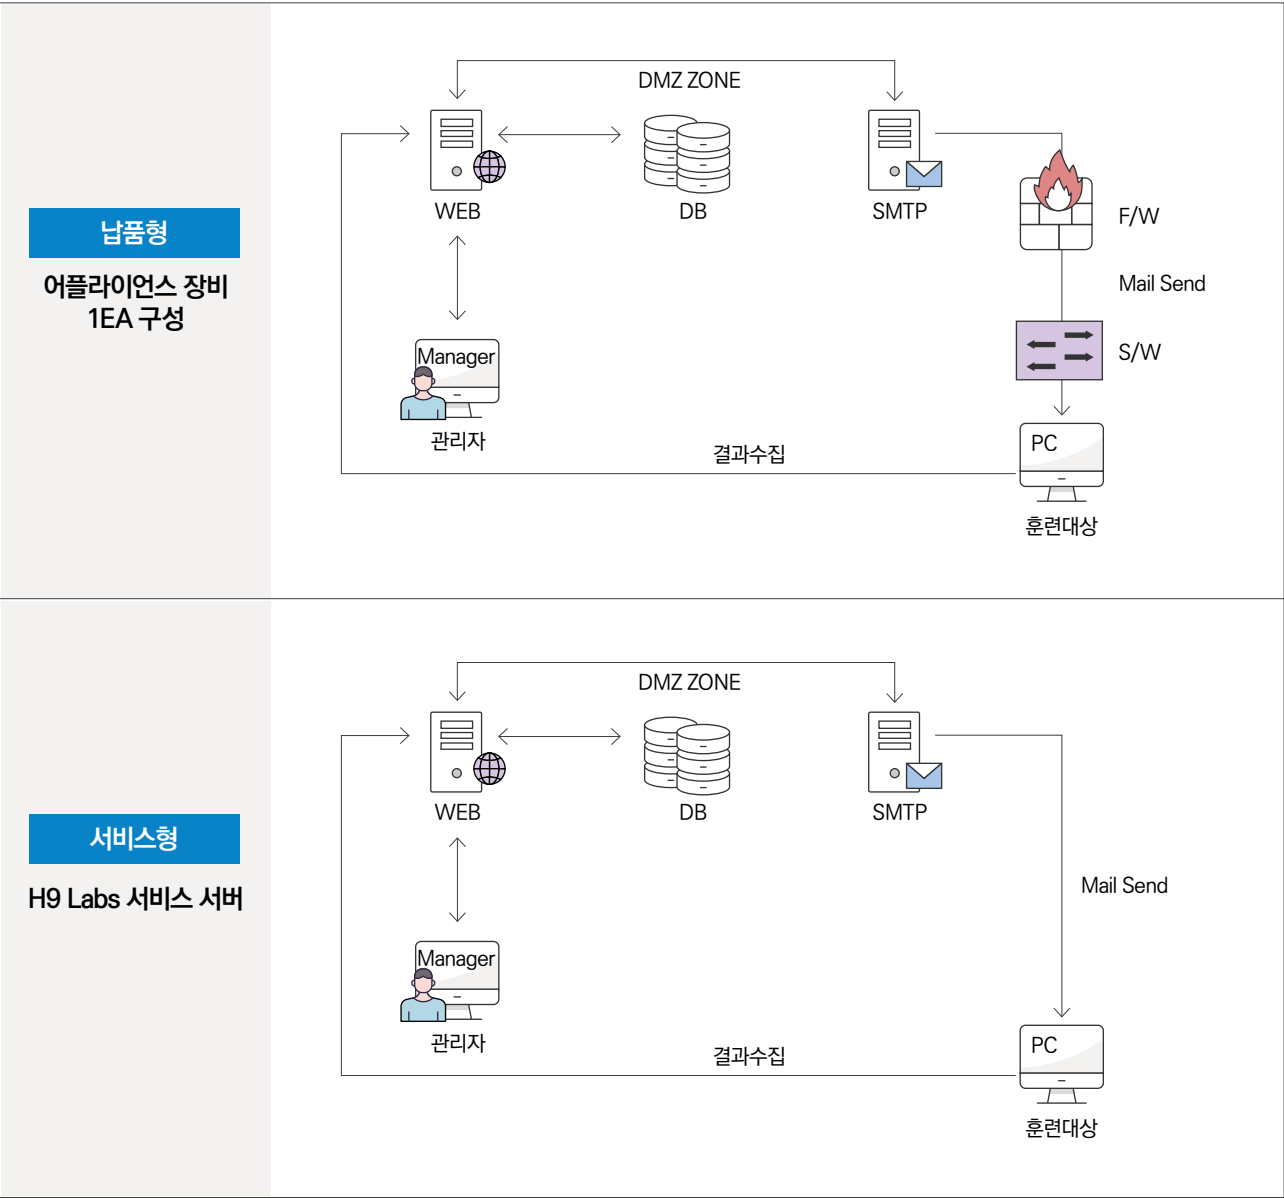 납품형
어플라이언스 장비
1EA 구성
DMZ ZONE
WEB
DB
SMTP
F/W
Mail Send
S/W
Manager
관리자
결과수집
PC
훈련대상
서비스형
H9 Labs 서비스 서버
DMZ ZONE
WEB
DB
SMTP
Mail Send
Manager
관리자
결과수집
PC
훈련대상